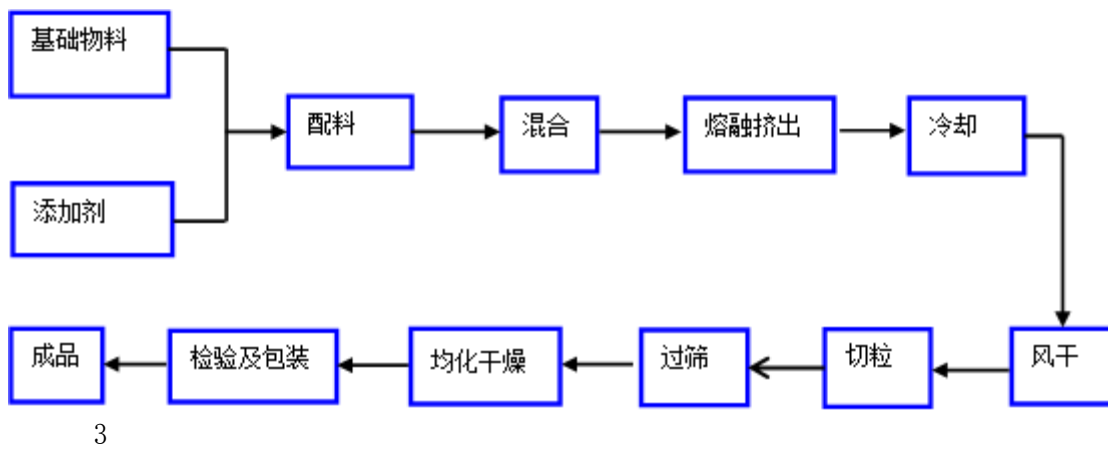 基础物料
配料
混合
熔融挤出
冷却
添加剂
成品
检验及包装
均化干燥
过筛
切粒
风干
3